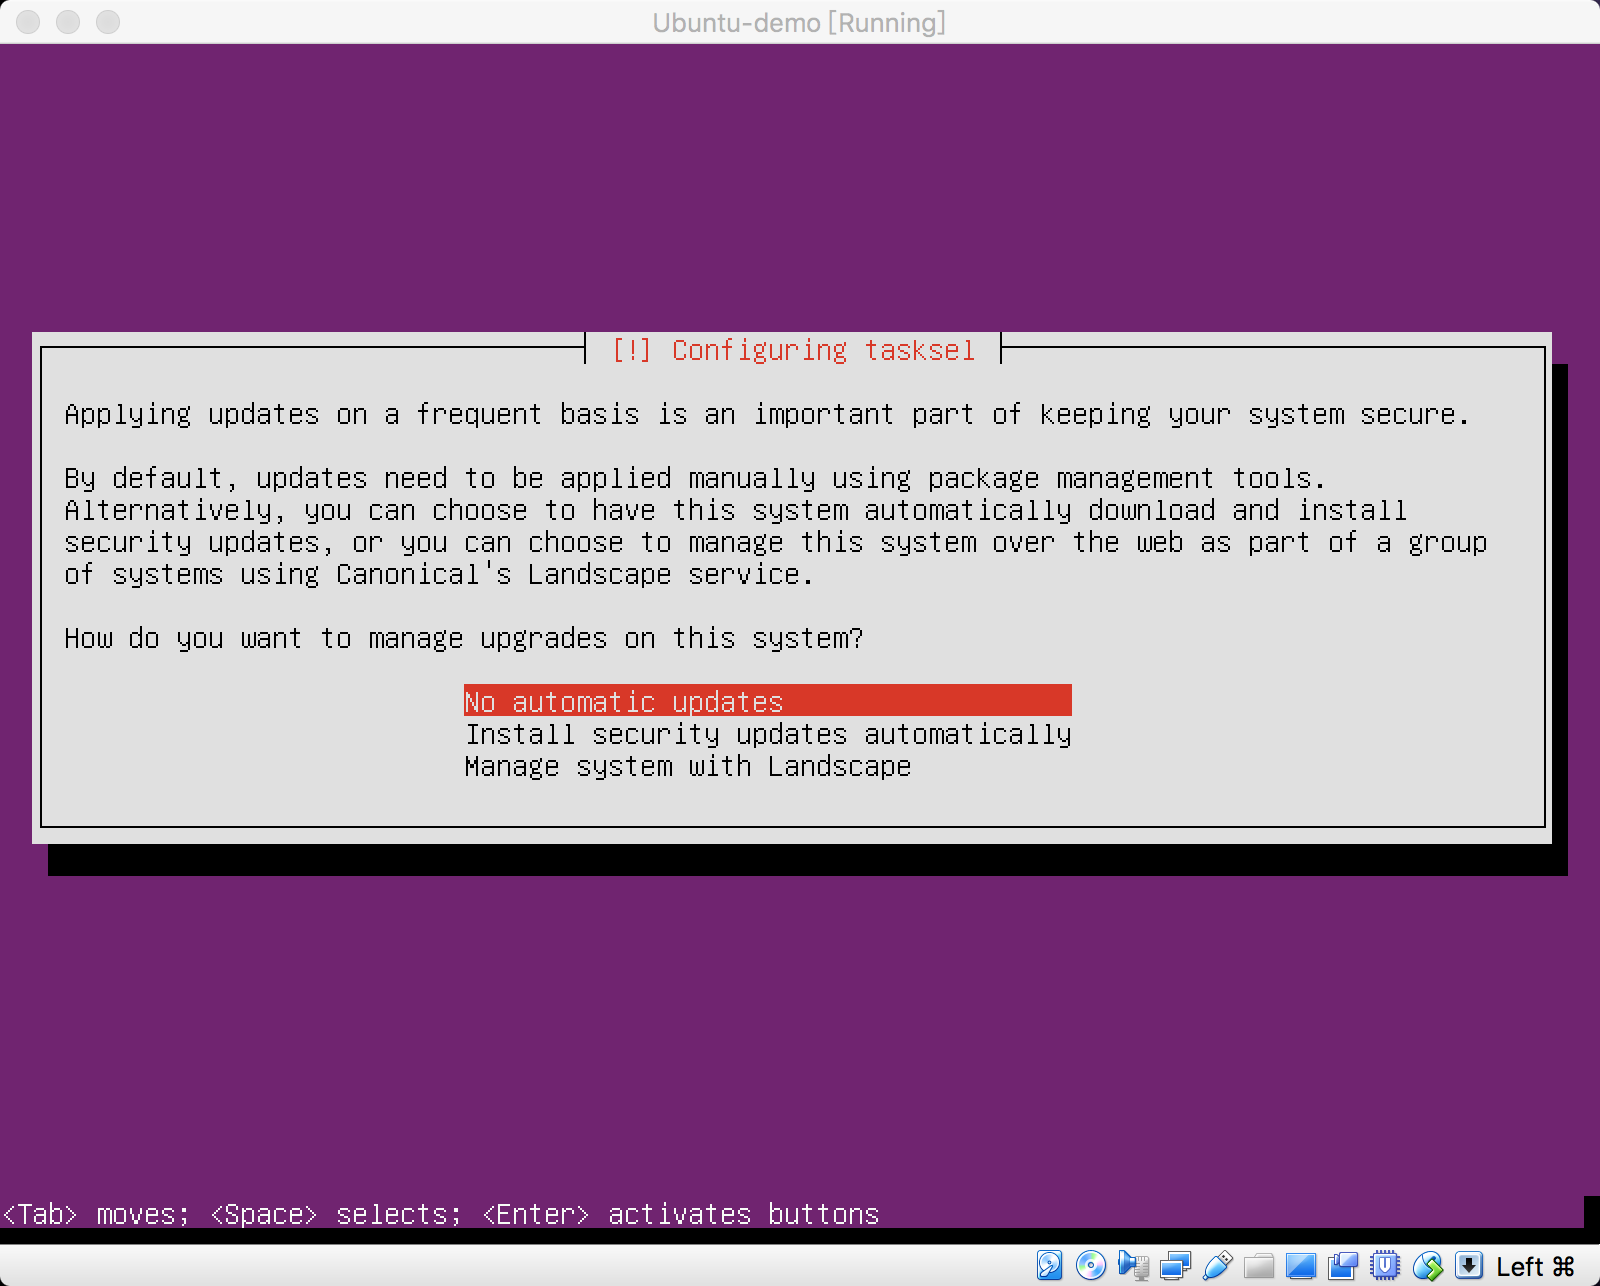 Ubuntu-demo [Running]
[!] Configuring tasksel
Applying updates on a frequent basis is an important part of keeping your system secure.
By default, updates need to be applied manually using package management tools.
Alternatively, you can choose to have this system automatically download and install
security updates, or you can choose to manage this system over the web as part of a group
of systems using Canonical's Landscape service.
How do you want to manage upgrades on this system?
No automatic updates
Install security updates automatically
Manage system with Landscape
<Tab> moves; <Space> selects; <Enter> activates buttons
Left ⌘